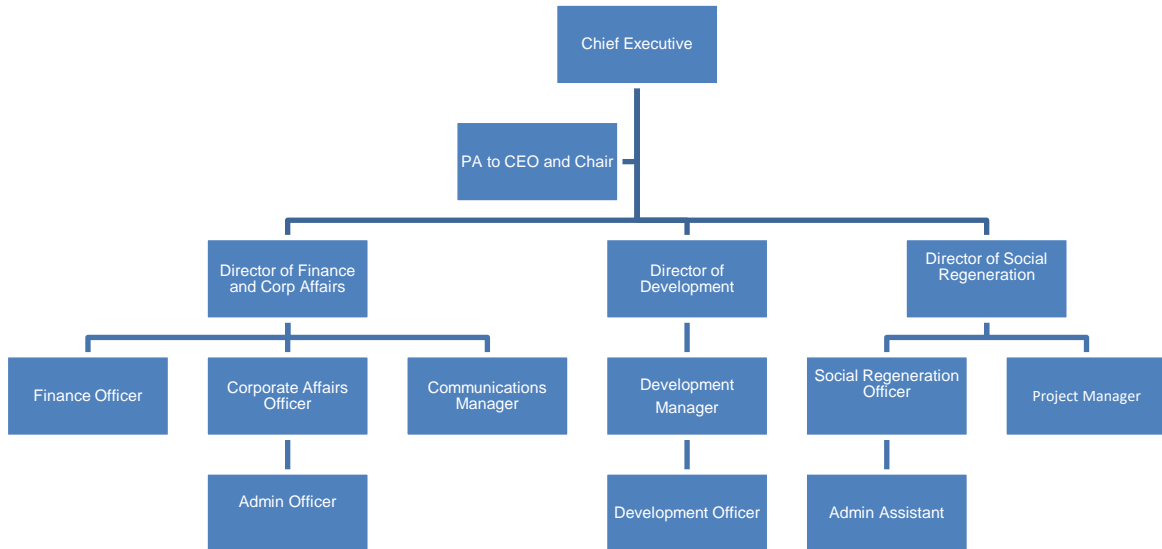 Chief Executive
PA to CEO and Chair
Director of Finance
and Corp Affairs
Director of
Development
Director of Social
Regeneration
Finance Officer
Corporate Affairs
Officer
Communications
Manager
Development
Manager
Social Regeneration
Officer
Project Manager
Admin Officer
Development Officer
Admin Assistant